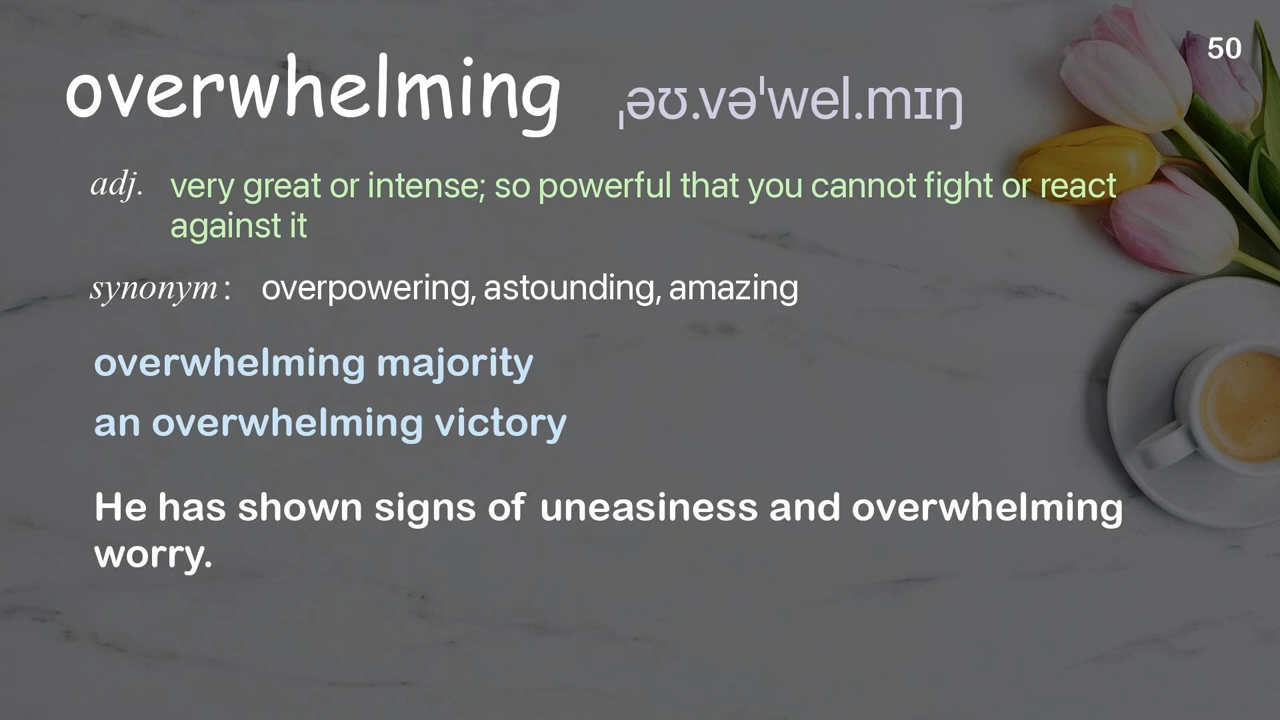 50
overwhelming ˌəʊ.vəˈwel.mɪŋ
adj. very great or intense; so powerful that you cannot fight or react
against it
synonym: overpowering, astounding, amazing
overwhelming majority
an overwhelming victory
He has shown signs of uneasiness and overwhelming
worry.